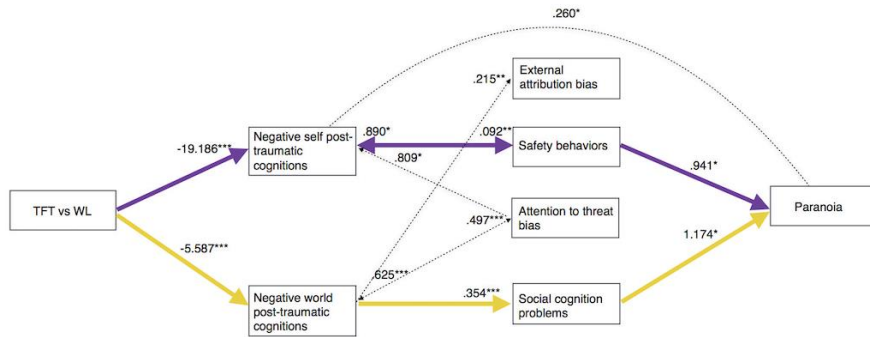 .260*
External
attribution bias
.215**
Negative self post-
traumatic
cognitions
.890*
.092**
Safety behaviors
-19.186***
.809*
.941*
TFT vs WL
Attention to threat
bias
.497***
Paranoia
1.174*
-5.587***
.625***
Negative world
post-traumatic
cognitions
.354***
Social cognition
problems